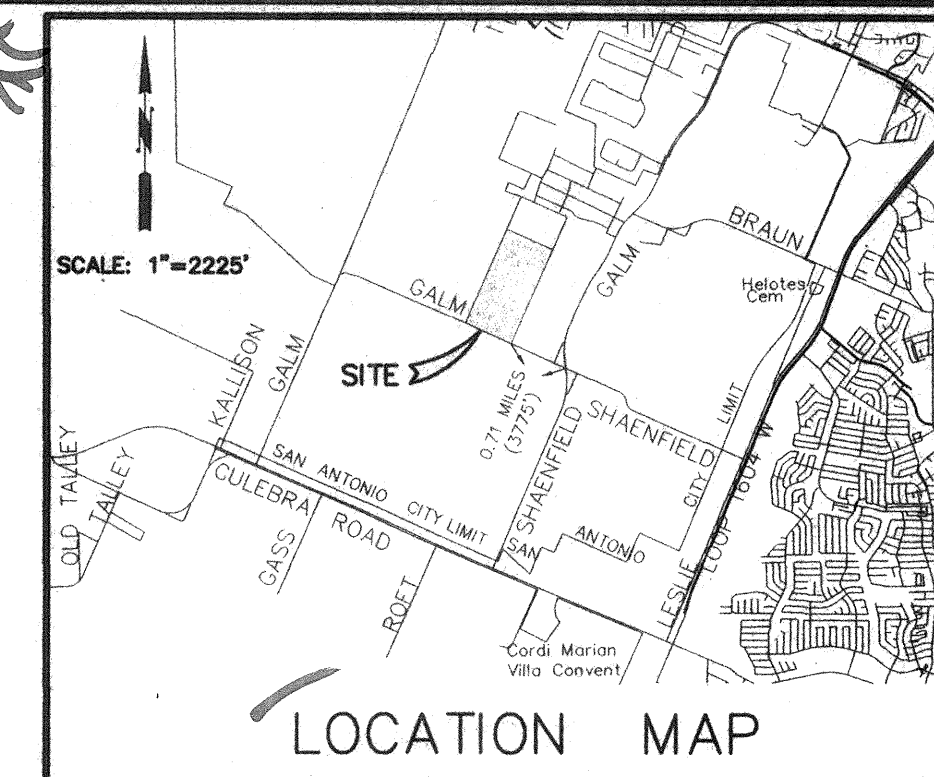 N
SCALE: 1"=2225'
BRAUN
GALM
GALM
Helotes
Cem
SITE
KALLISON
GALM
0.71 MILES
(3775')
SHAENFIELD
SHAENFIELD
LIMIT
CITY
OLD TALLEY
TALLEY
SAN ANTONIO CITY LIMIT
CULEBRA ROAD
SAN
ANTONIO
LESLIE
LOOP 1604 W
GASS
ROFT
Cordi Marian
Villa Convent
LOCATION MAP